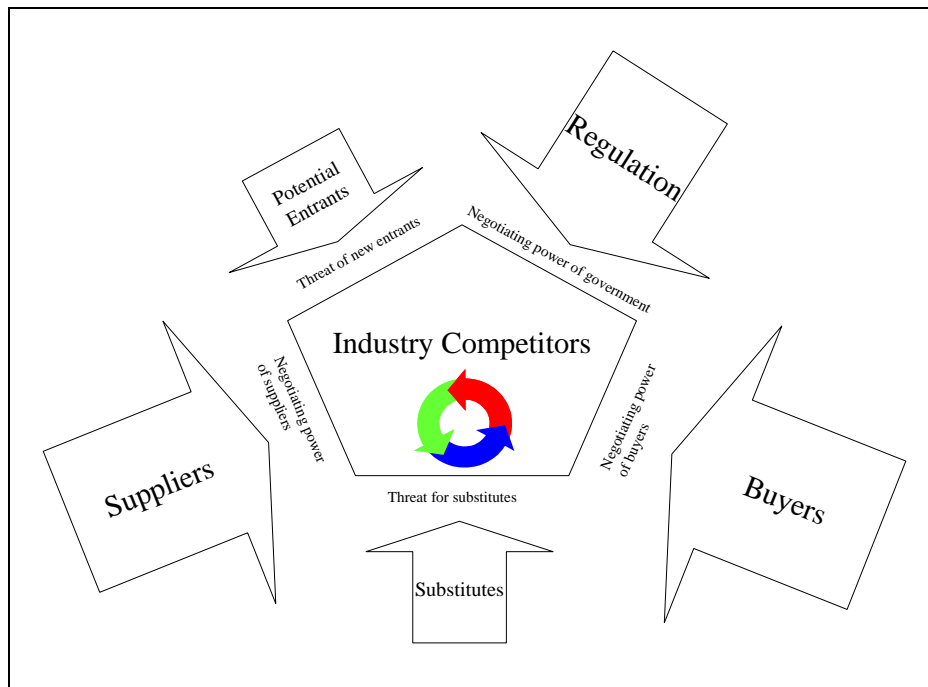 Regulation
Potential
Entrants
Negotiating power of government
Threat of new entrants
Industry Competitors
Negotiating power
of suppliers
Negotiating power
of buyers
Suppliers
Buyers
Threat for substitutes
Substitutes